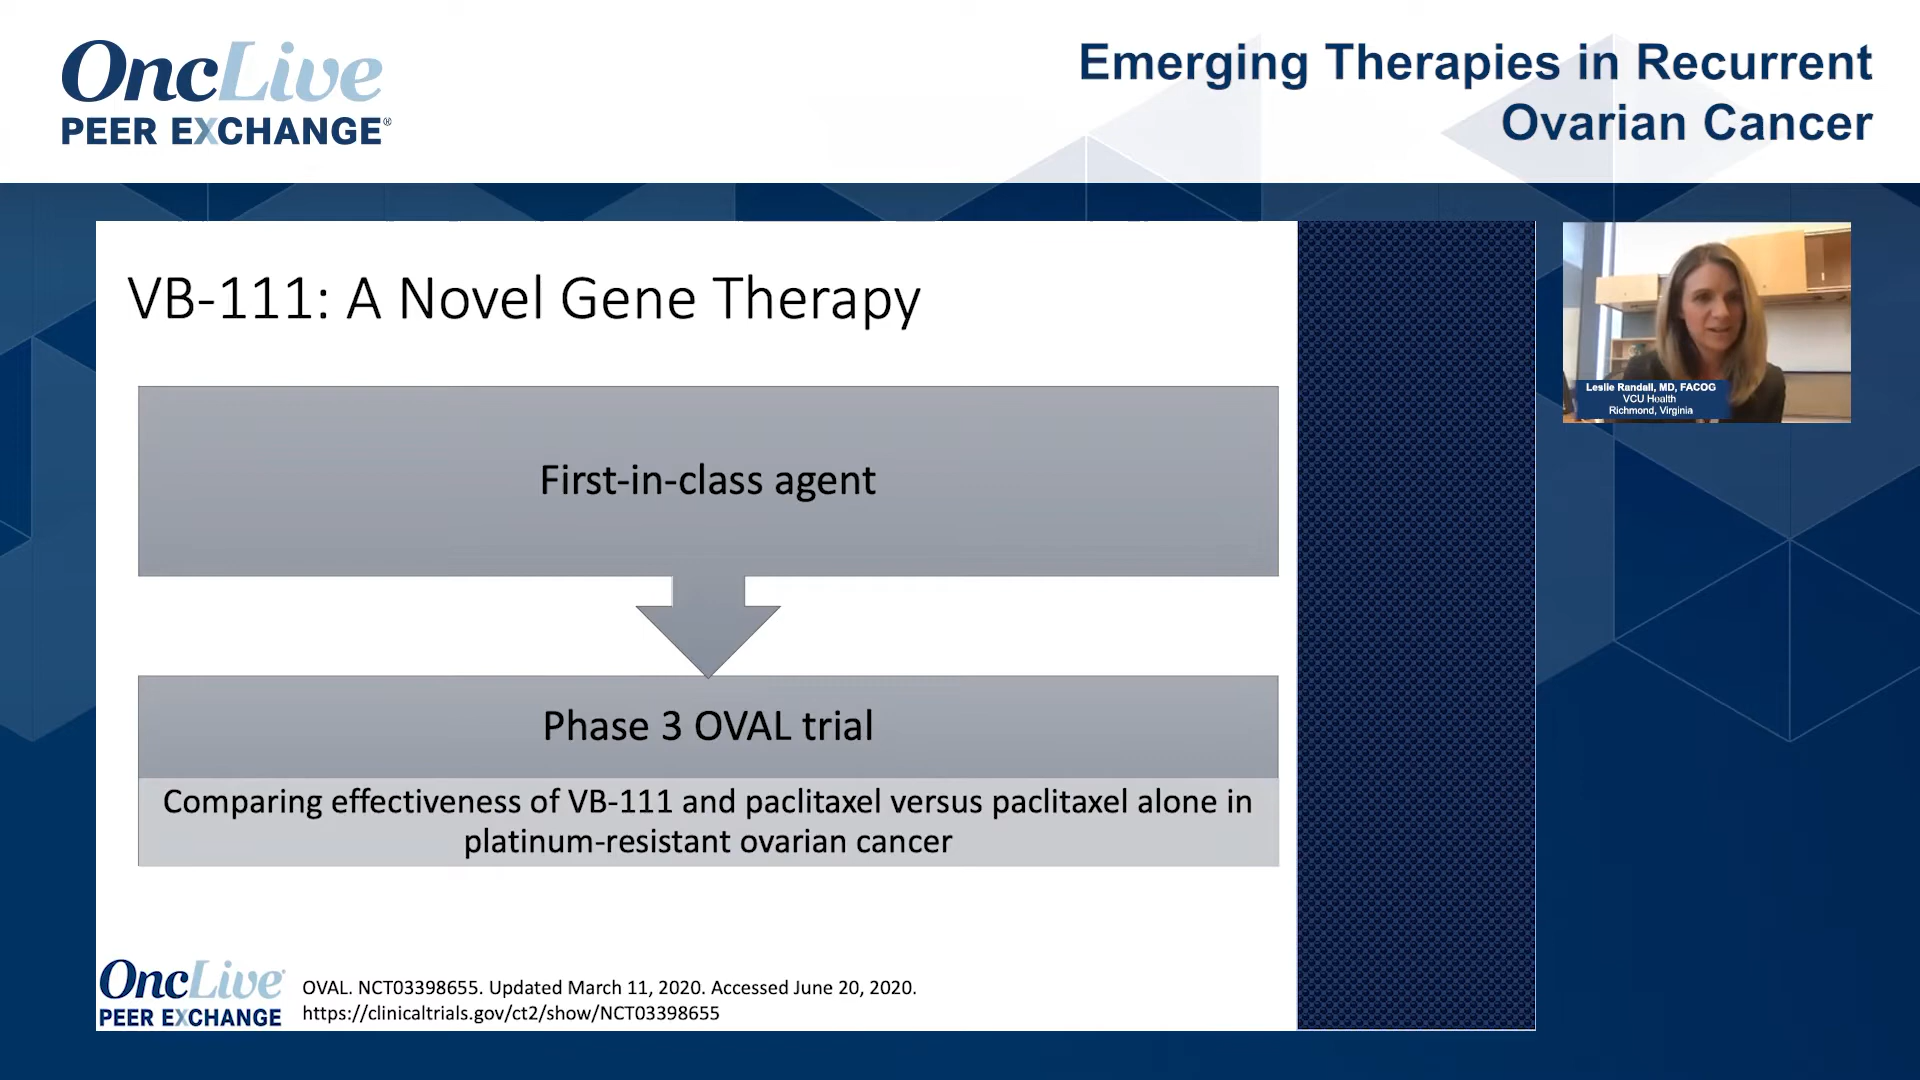 OncLive
PEER EXCHANGE®
Emerging Therapies in Recurrent
Ovarian Cancer
VB-111: A Novel Gene Therapy
First-in-class agent
Phase 3 OVAL trial
Comparing effectiveness of VB-111 and paclitaxel versus paclitaxel alone in
platinum-resistant ovarian cancer
Leslie Randall, MD, FACOG
VCU Health
Richmond, Virginia
OncLive®
PEER EXCHANGE
OVAL. NCT03398655. Updated March 11, 2020. Accessed June 20, 2020.
https://clinicaltrials.gov/ct2/show/NCT03398655